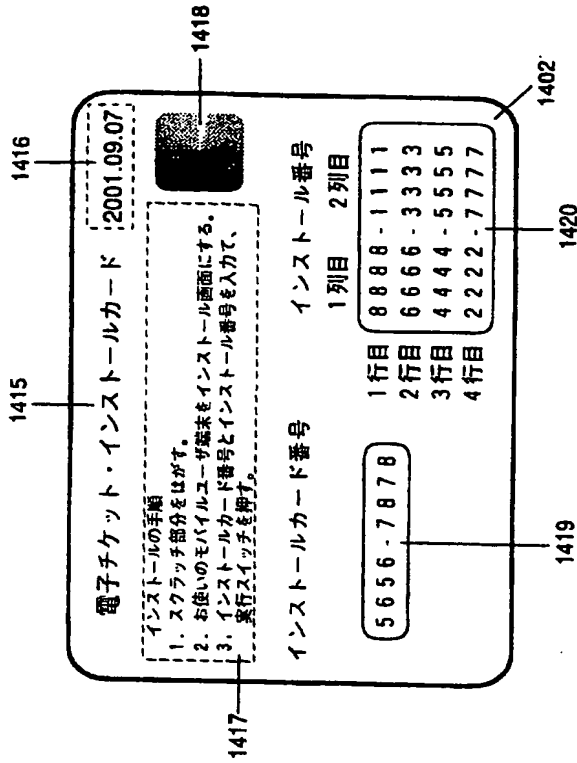 1415
1416
1418
電子チケット・インストールカード
2001.09.07
インストールの手順
1. スクラッチ部分をはがす。
2. お使いのモバイルユーザ端末をインストール画面にする。
3. インストールカード番号とインストール番号を入力て、
実行スイッチを押す。
1417
インストールカード番号
インストール番号
1列目 2列目
5656-7878
1行目 8888-1111
2行目 6666-3333
3行目 4444-5555
4行目 2222-7777
1419
1420
1402